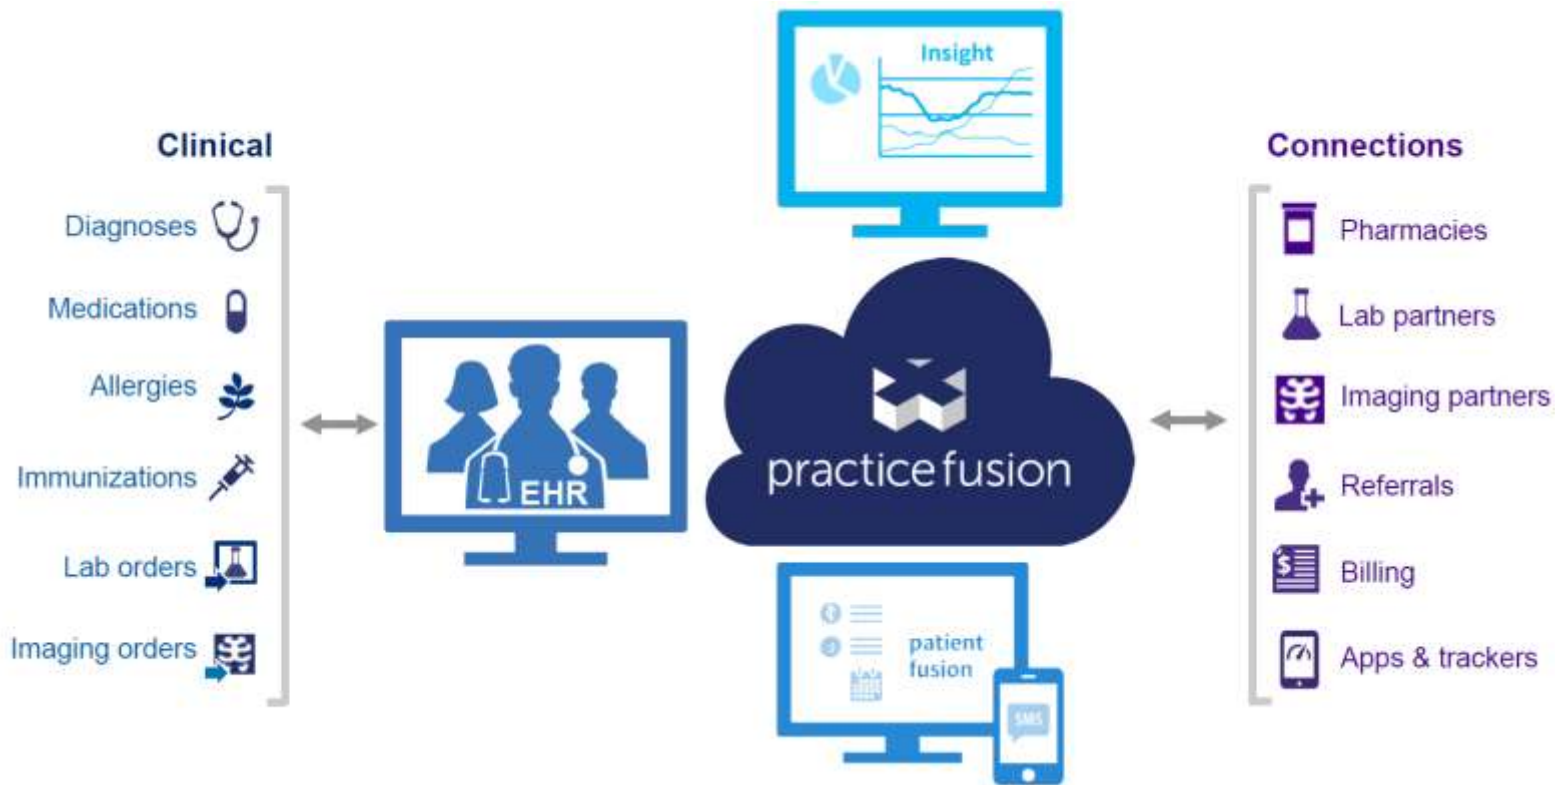 Clinical
Diagnoses
Medications
Allergies
Immunizations
Lab orders
Imaging orders
EHR
Insight
practice fusion
patient
fusion
SMS
Connections
Pharmacies
Lab partners
Imaging partners
Referrals
$
Billing
Apps & trackers